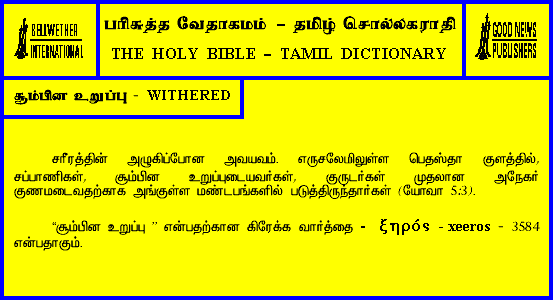 BELLWETHER
INTERNATIONAL
பரிசுத்த வேதாகமம் – தமிழ் சொல்லகராதி
THE HOLY BIBLE – TAMIL DICTIONARY
GOOD NEWS
PUBLISHERS
சூம்பின உறுப்பு - WITHERED
சரீரத்தின் அழுகிப்போன அவயவம். எருசலேமிலுள்ள பெதஸ்தா குளத்தில்,
சப்பாணிகள், சூம்பின உறுப்புடையவர்கள், குருடர்கள் முதலான அநேகர்
குணமடைவதற்காக அங்குள்ள மண்டபங்களில் படுத்திருந்தார்கள் (யோவா 5:3).
“சூம்பின உறுப்பு ” என்பதற்கான கிரேக்க வார்த்தை - ξηρός - xeeros - 3584
என்பதாகும்.